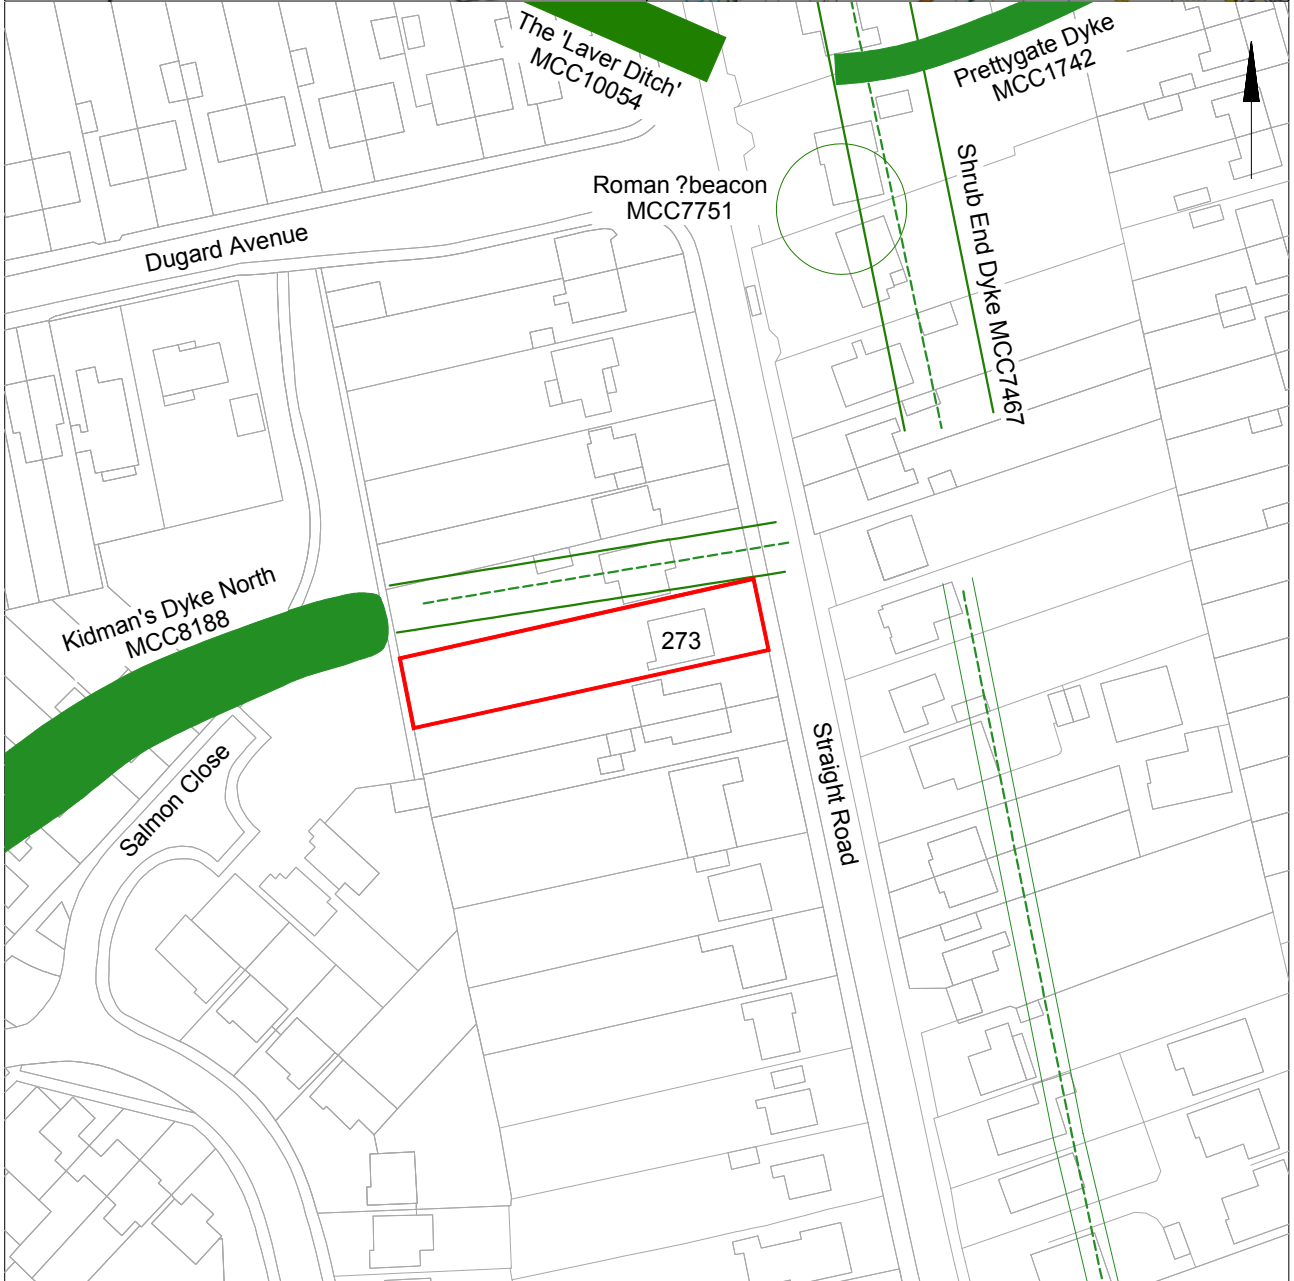 The 'Laver Ditch'
MCC10054
Prettygate Dyke
MCC1742
Roman ?beacon
MCC7751
Shrub End Dyke MCC7467
Dugard Avenue
Kidman's Dyke North
MCC8188
273
Salmon Close
Straight Road